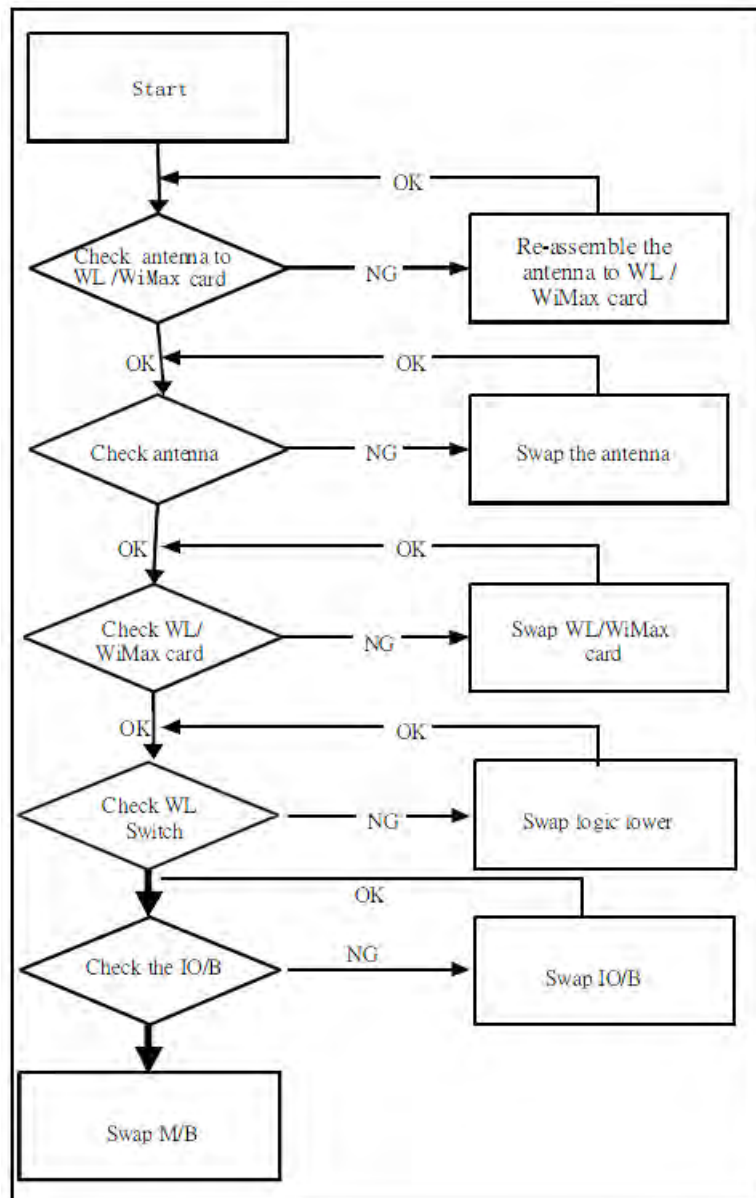 Start
OK
Check antenna to
WL /WiMax card
NG
Re-assemble the
antenna to WL /
WiMax card
OK
OK
Check antenna
NG
Swap the antenna
OK
OK
Check WL/
WiMax card
NG
Swap WL/WiMax
card
OK
OK
Check WL
Switch
NG
Swap logic lower
OK
Check the IO/B
NG
Swap IO/B
Swap M/B